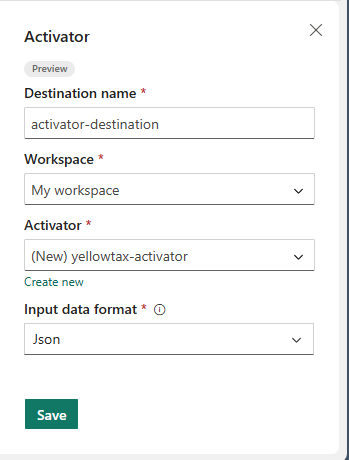 Activator
Preview
Destination name *
activator-destination
Workspace *
My workspace
Activator *
(New) yellowtax-activator
Create new
Input data format *
Json
Save